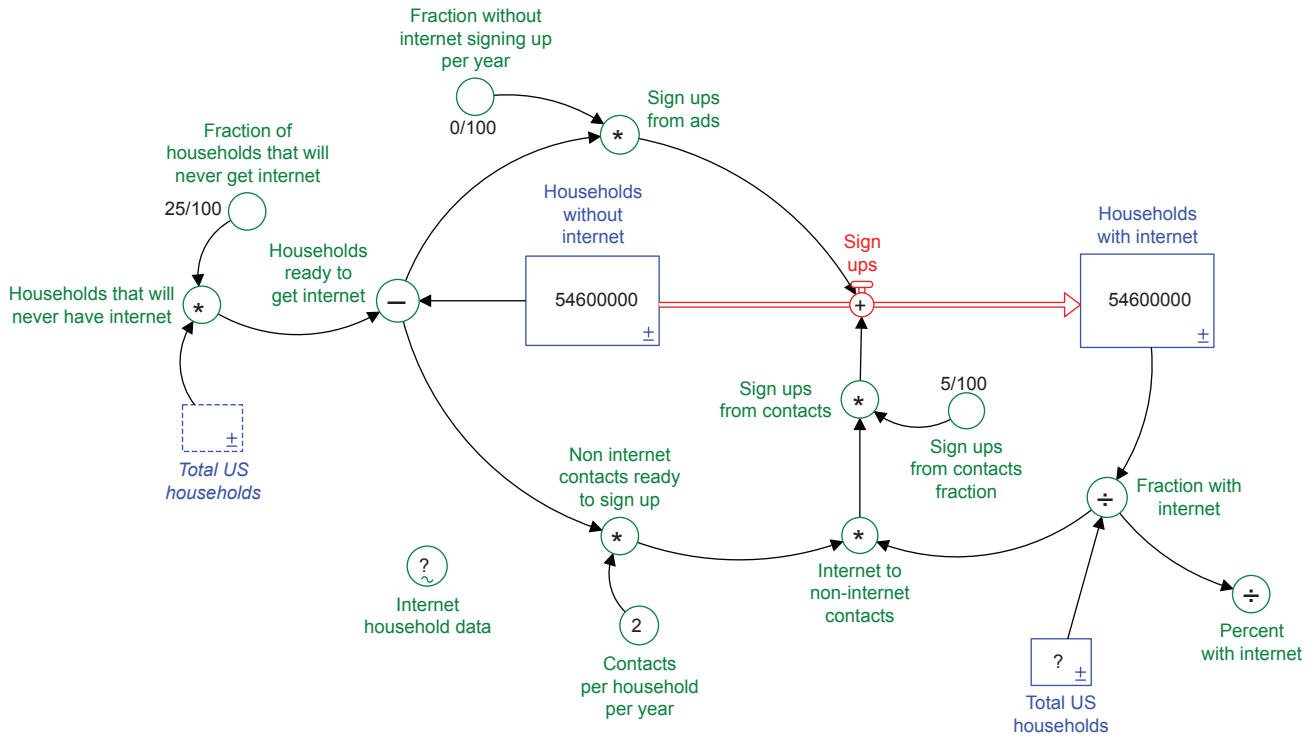 Fraction without
internet signing up
per year
0/100
Sign ups
from ads
*
Fraction of
households that will
never get internet
25/100
Households
without
internet
54600000
±
Households
ready to
get internet
–
Sign
ups
+
Households
with internet
54600000
±
Households that will
never have internet
*
±
Total US
households
Sign ups
from contacts
*
5/100
Sign ups
from contacts
fraction
Non internet
contacts ready
to sign up
*
Fraction with
internet
÷
*
Internet to
non-internet
contacts
?
~
Internet
household data
2
Contacts
per household
per year
÷
Percent
with internet
?
±
Total US
households